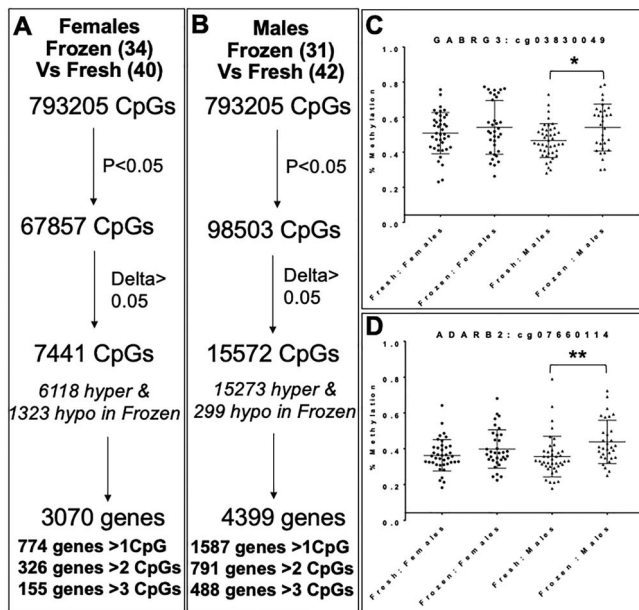 A
Females
Frozen (34)
Vs Fresh (40)
793205 CpGs
P<0.05
67857 CpGs
Delta>
0.05
7441 CpGs
6118 hyper &
1323 hypo in Frozen
3070 genes
774 genes >1CpG
326 genes >2 CpGs
155 genes >3 CpGs
B
Males
Frozen (31)
Vs Fresh (42)
793205 CpGs
P<0.05
98503 CpGs
Delta>
0.05
15572 CpGs
15273 hyper &
299 hypo in Frozen
4399 genes
1587 genes >1CpG
791 genes >2 CpGs
488 genes >3 CpGs
C
GABRG3: cg03830049
*
% Methylation
1.0
0.8
0.6
0.4
0.2
0.0
Fresh: Females
Frozen: Females
Fresh: Males
Frozen: Males
D
ADARB2: cg07660114
**
% Methylation
1.0
0.8
0.6
0.4
0.2
0.0
Fresh: Females
Frozen: Females
Fresh: Males
Frozen: Males